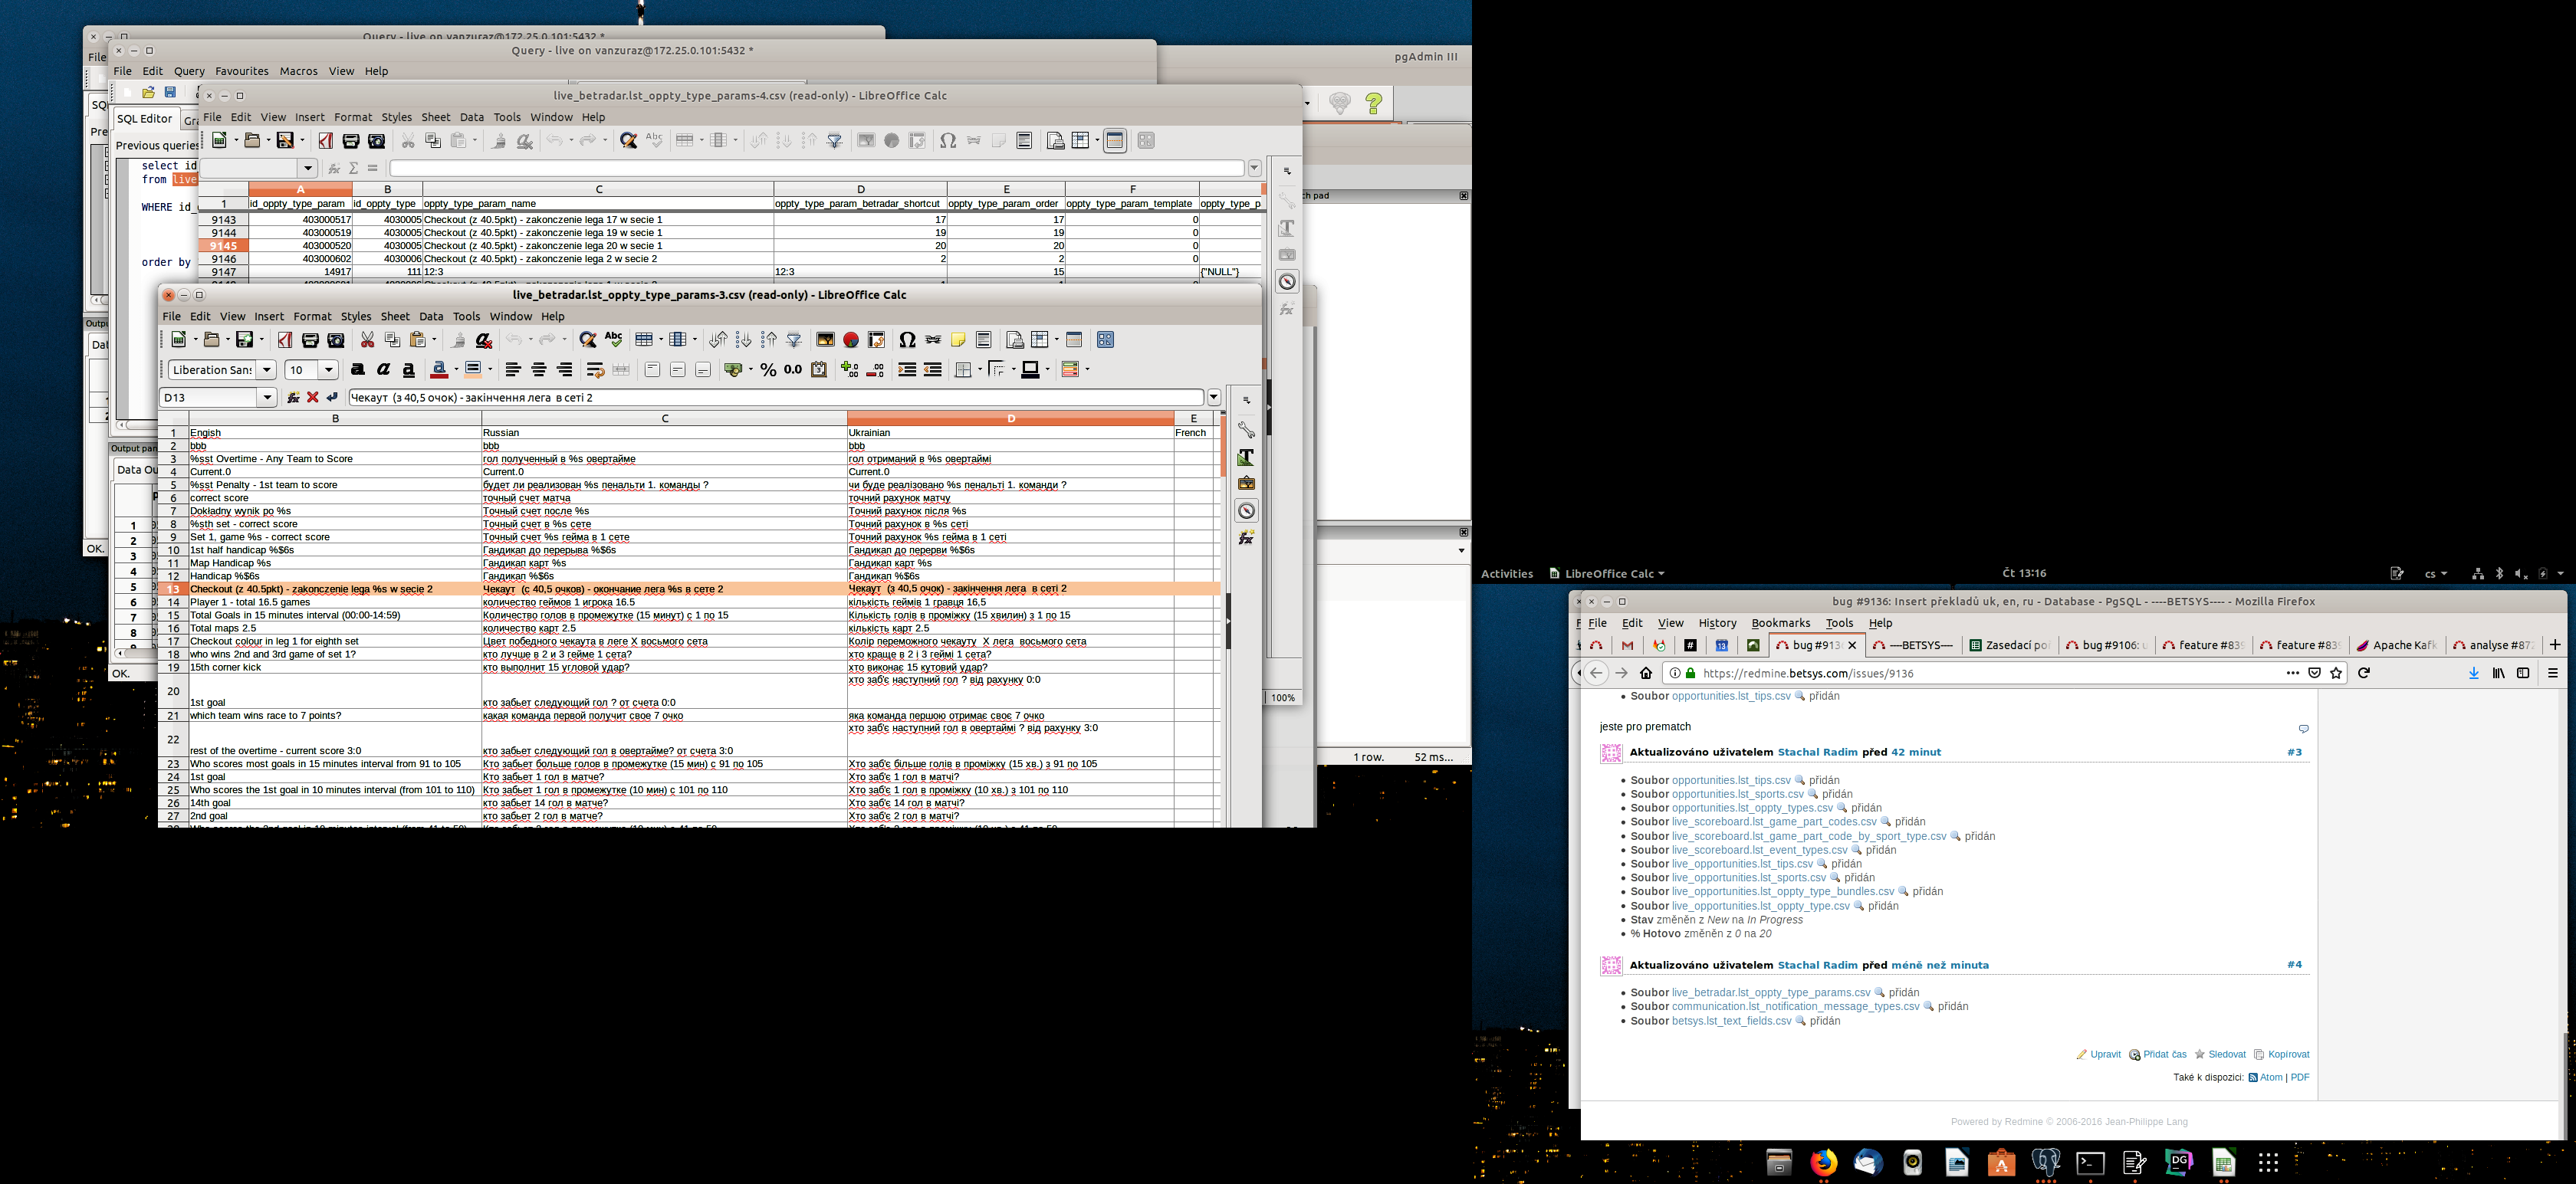 Query - live on vanzuraz@172.25.0.101:5432 *
File
Query - live on vanzuraz@172.25.0.101:5432 *
File Edit Query Favourites Macros View Help
pgAdmin III
SQL Editor
Previous queries
select id
from live
WHERE id_
order by
live_betradar.lst_oppty_type_params-4.csv (read-only) - LibreOffice Calc
File Edit View Insert Format Styles Sheet Data Tools Window Help
A B C D E F
1 id_oppty_type_param id_oppty_type oppty_type_param_name oppty_type_param_betradar_shortcut oppty_type_param_order oppty_type_param_template oppty_type_p
9143 403000517 4030005 Checkout (z 40.5pkt) - zakonczenie lega 17 w secie 1 17 17 0
9144 403000519 4030005 Checkout (z 40.5pkt) - zakonczenie lega 19 w secie 1 19 19 0
9145 403000520 4030005 Checkout (z 40.5pkt) - zakonczenie lega 20 w secie 1 20 20 0
9146 403000602 4030006 Checkout (z 40.5pkt) - zakonczenie lega 2 w secie 2 2 2 0
9147 14917 111 12:3 12:3 15 {"NULL"}
ch pad
100%
1 row. 52 ms...
Output pan
Data Ou
1
2
3
4
5
6
7
8
OK.
OK.
live_betradar.lst_oppty_type_params-3.csv (read-only) - LibreOffice Calc
File Edit View Insert Format Styles Sheet Data Tools Window Help
Liberation Sans 10
D13 Чекаут (з 40,5 очок) - закінчення лега в сеті 2
B C D E
1 Engish Russian Ukrainian French
2 bbb bbb bbb
3 %sst Overtime - Any Team to Score гол полученный в %s овертайме гол отриманий в %s овертаймі
4 Current.0 Current.0 Current.0
5 %sst Penalty - 1st team to score будет ли реализован %s пенальти 1. команды ? чи буде реалізовано %s пенальті 1. команди ?
6 correct score точный счет матча точний рахунок матчу
7 Dokładny wynik po %s Точный счет после %s Точний рахунок після %s
8 %sth set - correct score Точный счет в %s сете Точний рахунок в %s сеті
9 Set 1, game %s - correct score Точный счет %s гейма в 1 сете Точний рахунок %s гейма в 1 сеті
10 1st half handicap %$6s Гандикап до перерыва %$6s Гандикап до перерви %$6s
11 Map Handicap %s Гандикап карт %s Гандикап карт %s
12 Handicap %$6s Гандикап %$6s Гандикап %$6s
13 Checkout (z 40.5pkt) - zakonczenie lega %s w secie 2 Чекаут (с 40,5 очков) - окончание лега %s в сете 2 Чекаут (з 40,5 очок) - закінчення лега в сеті 2
14 Player 1 - total 16.5 games количество геймов 1 игрока 16.5 кількість геймів 1 гравця 16,5
15 Total Goals in 15 minutes interval (00:00-14:59) Количество голов в промежутке (15 минут) с 1 по 15 Кількість голів в проміжку (15 хвилин) з 1 по 15
16 Total maps 2.5 количество карт 2.5 кількість карт 2.5
17 Checkout colour in leg 1 for eighth set Цвет победного чекаута в леге X восьмого сета Колір переможного чекауту X лега восьмого сета
18 who wins 2nd and 3rd game of set 1? кто лучше в 2 и 3 гейме 1 сета? хто краще в 2 і 3 геймі 1 сета?
19 15th corner kick кто выполнит 15 угловой удар? хто виконає 15 кутовий удар?
20 1st goal кто забьет следующий гол ? от счета 0:0 хто заб'є наступний гол ? від рахунку 0:0
21 which team wins race to 7 points? какая команда первой получит свое 7 очко яка команда першою отримає своє 7 очко
22 rest of the overtime - current score 3:0 кто забьет следующий гол в овертайме? от счета 3:0 хто заб'є наступний гол в овертаймі ? від рахунку 3:0
23 Who scores most goals in 15 minutes interval from 91 to 105 Кто забьет больше голов в промежутке (15 мин) с 91 по 105 Хто заб'є більше голів в проміжку (15 хв.) з 91 по 105
24 1st goal Кто забьет 1 гол в матче? Хто заб'є 1 гол в матчі?
25 Who scores the 1st goal in 10 minutes interval (from 101 to 110) Кто забьет 1 гол в промежутке (10 мин) с 101 по 110 Хто заб'є 1 гол в проміжку (10 хв.) з 101 по 110
26 14th goal кто забьет 14 гол в матче? Хто заб'є 14 гол в матчі?
27 2nd goal кто забьет 2 гол в матче? Хто заб'є 2 гол в матчі?
Activities LibreOffice Calc Čt 13:16 cs
bug #9136: Insert překladů uk, en, ru - Database - PgSQL - ----BETSYS---- - Mozilla Firefox
File Edit View History Bookmarks Tools Help
bug #913 ----BETSYS---- Zasedací po bug #9106: u feature #839 feature #83 Apache Kafk analyse #87
https://redmine.betsys.com/issues/9136
Soubor opportunities.lst_tips.csv přidán
jeste pro prematch
Aktualizováno uživatelem Stachal Radim před 42 minut #3
Soubor opportunities.lst_tips.csv přidán
Soubor opportunities.lst_sports.csv přidán
Soubor opportunities.lst_oppty_types.csv přidán
Soubor live_scoreboard.lst_game_part_codes.csv přidán
Soubor live_scoreboard.lst_game_part_code_by_sport_type.csv přidán
Soubor live_scoreboard.lst_event_types.csv přidán
Soubor live_opportunities.lst_tips.csv přidán
Soubor live_opportunities.lst_sports.csv přidán
Soubor live_opportunities.lst_oppty_type_bundles.csv přidán
Soubor live_opportunities.lst_oppty_type.csv přidán
Stav změněn z New na In Progress
% Hotovo změněn z 0 na 20
Aktualizováno uživatelem Stachal Radim před méně než minuta #4
Soubor live_betradar.lst_oppty_type_params.csv přidán
Soubor communication.lst_notification_message_types.csv přidán
Soubor betsys.lst_text_fields.csv přidán
Upravit Přidat čas Sledovat Kopírovat
Také k dispozici: Atom | PDF
Powered by Redmine © 2006-2016 Jean-Philippe Lang